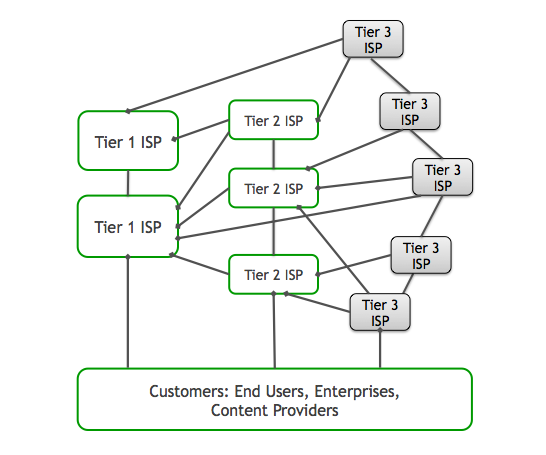 Tier 3
ISP
Tier 1 ISP
Tier 2 ISP
Tier 3
ISP
Tier 2 ISP
Tier 3
ISP
Tier 1 ISP
Tier 2 ISP
Tier 3
ISP
Tier 3
ISP
Customers: End Users, Enterprises,
Content Providers